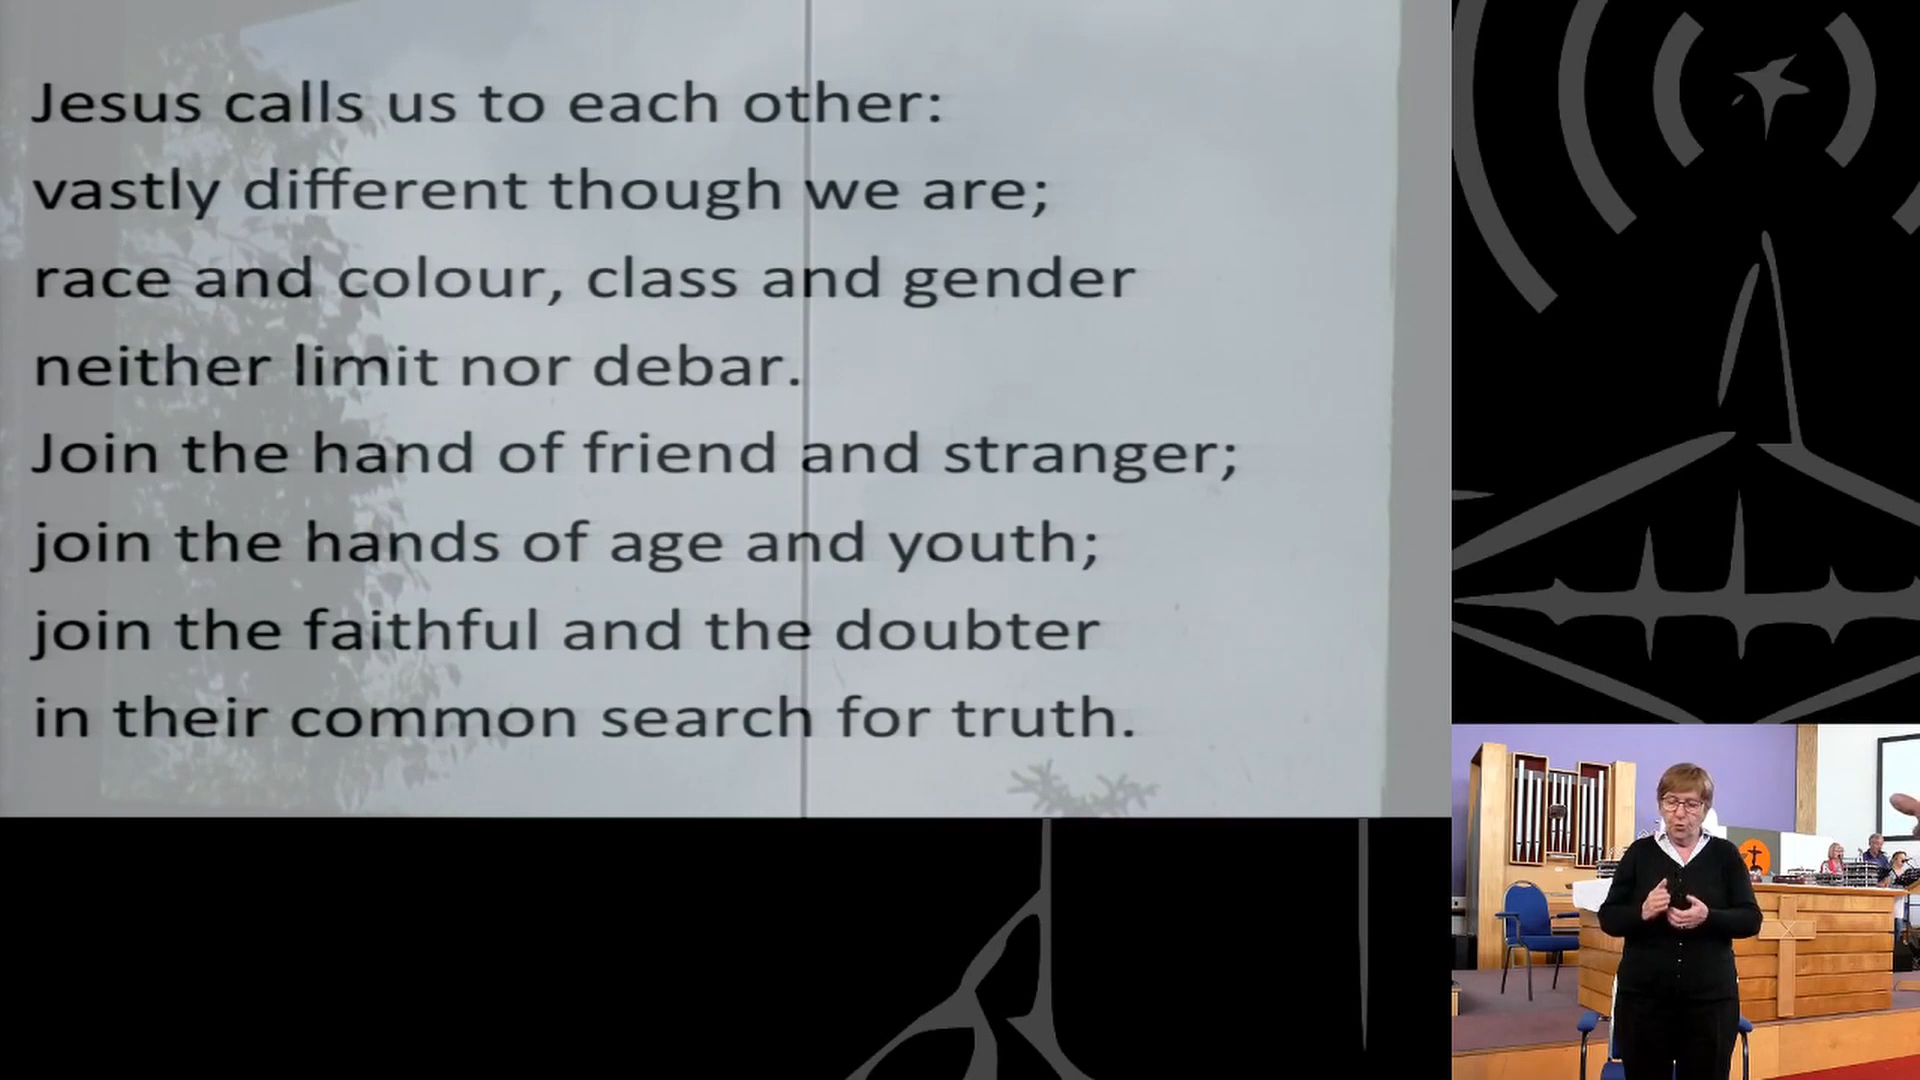 Jesus calls us to each other:
vastly different though we are;
race and colour, class and gender
neither limit nor debar.
Join the hand of friend and stranger;
join the hands of age and youth;
join the faithful and the doubter
in their common search for truth.